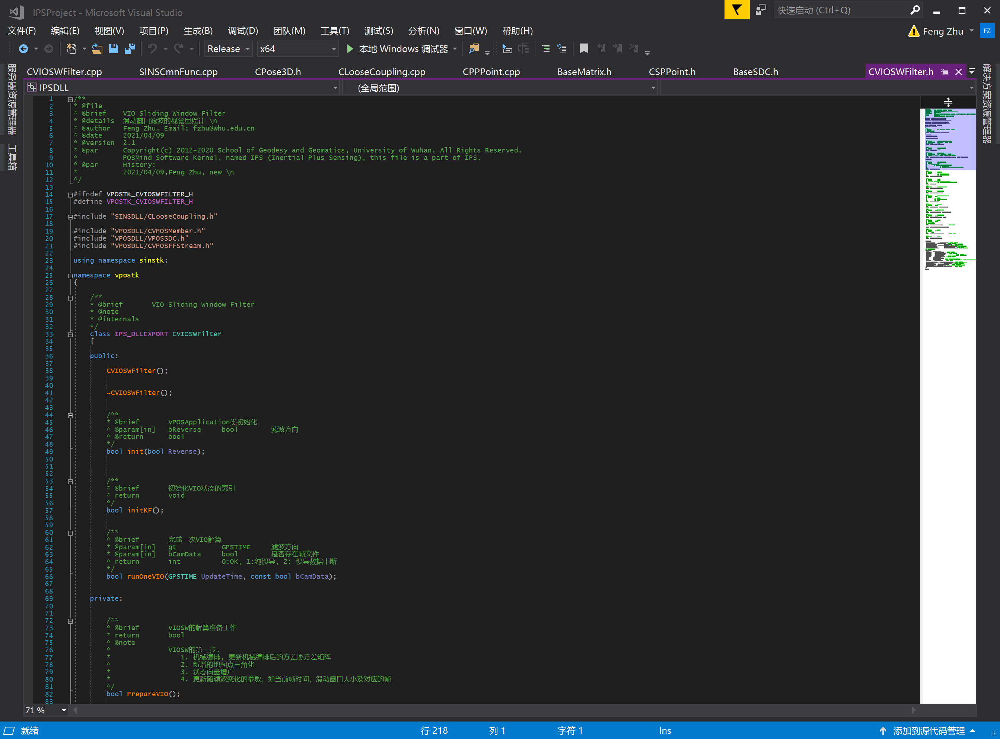 IPSProject - Microsoft Visual Studio
快速启动 (Ctrl+Q)
文件(F) 编辑(E) 视图(V) 项目(P) 生成(B) 调试(D) 团队(M) 工具(T) 测试(S) 分析(N) 窗口(W) 帮助(H)
Feng Zhu FZ
Release x64 本地 Windows 调试器
服务器资源管理器
工具箱
解决方案资源管理器
CVIOSWFilter.cpp SINSCmnFunc.cpp CPose3D.h CLooseCoupling.cpp CPPPoint.cpp BaseMatrix.h CSPPoint.h BaseSDC.h CVIOSWFilter.h
IPSDLL (全局范围)
1 /**
2 * @file
3 * @brief VIO Sliding Window Filter
4 * @details 滑动窗口滤波的视觉里程计 \n
5 * @author Feng Zhu. Email: fzhu@whu.edu.cn
6 * @date 2021/04/09
7 * @version 2.1
8 * @par Copyright(c) 2012-2020 School of Geodesy and Geomatics, University of Wuhan. All Rights Reserved.
9 * POSMind Software Kernel, named IPS (Inertial Plus Sensing), this file is a part of IPS.
10 * @par History:
11 * 2021/04/09,Feng Zhu, new \n
12 */
13
14 #ifndef VPOSTK_CVIOSWFILTER_H
15 #define VPOSTK_CVIOSWFILTER_H
16
17 #include "SINSDLL/CLooseCoupling.h"
18
19 #include "VPOSDLL/CVPOSMember.h"
20 #include "VPOSDLL/VPOSSDC.h"
21 #include "VPOSDLL/CVPOSFFStream.h"
22
23 using namespace sinstk;
24
25 namespace vpostk
26 {
27
28 /**
29 * @brief VIO Sliding Window Filter
30 * @note
31 * @internals
32 */
33 class IPS_DLLEXPORT CVIOSWFilter
34 {
35
36 public:
37
38 CVIOSWFilter();
39
40
41 ~CVIOSWFilter();
42
43
44 /**
45 * @brief VPOSApplication类初始化
46 * @param[in] bReverse bool 滤波方向
47 * @return bool
48 */
49 bool init(bool Reverse);
50
51
52
53 /**
54 * @brief 初始化VIO状态的索引
55 * return void
56 */
57 bool initKF();
58
59
60 /**
61 * @brief 完成一次VIO解算
62 * @param[in] gt GPSTIME 滤波方向
63 * @param[in] bCamData bool 是否存在帧文件
64 * return int 0:OK, 1:纯惯导, 2: 惯导数据中断
65 */
66 bool runOneVIO(GPSTIME UpdateTime, const bool bCamData);
67
68
69 private:
70
71
72 /**
73 * @brief VIOSW的解算准备工作
74 * return bool
75 * @note
76 * VIOSW的第一步.
77 * 1. 机械编排, 更新机械编排后的方差协方差矩阵
78 * 2. 新增的地图点三角化
79 * 3. 状态向量增广
80 * 4. 更新随滤波变化的参数, 如当前帧时间, 滑动窗口大小及对应的帧
81 */
82 bool PrepareVIO();
83
71 %
就绪 行 218 列 1 字符 1 Ins 添加到源代码管理